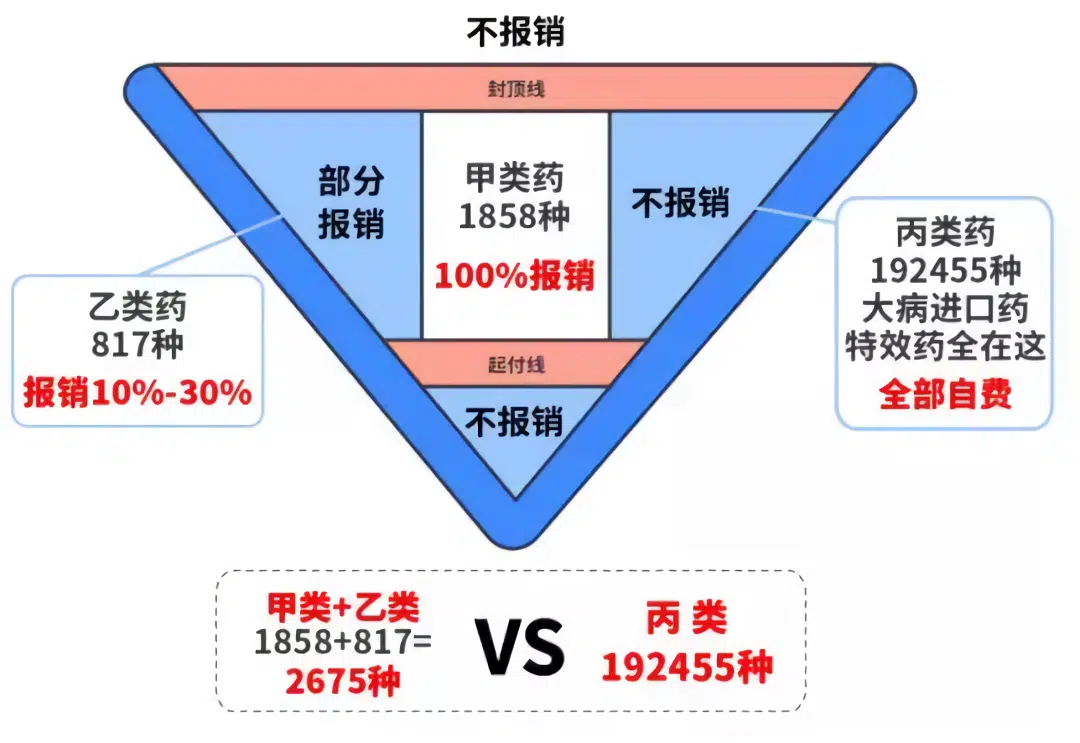 不报销
封顶线
部分
报销
甲类药
1858种
100%报销
不报销
乙类药
817种
报销10%-30%
丙类药
192455种
大病进口药
特效药全在这
全部自费
起付线
不报销
甲类+乙类
1858+817=
2675种
VS
丙 类
192455种